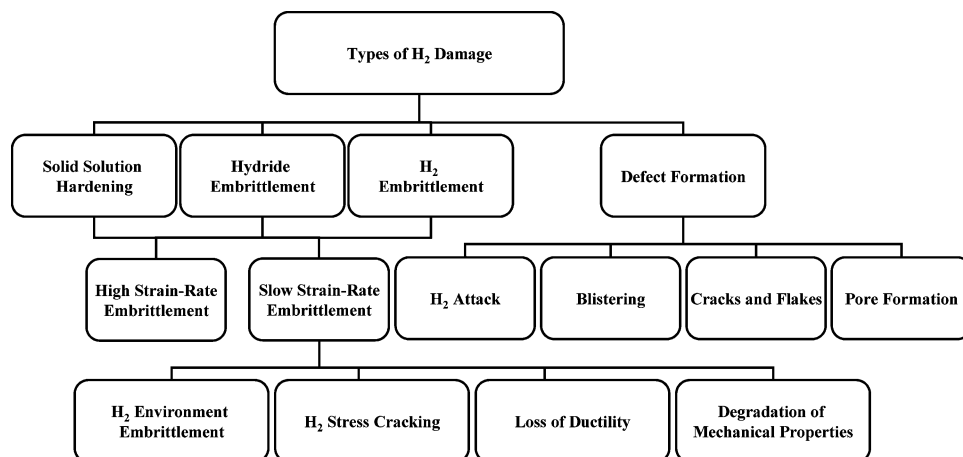 Types of H₂ Damage
Solid Solution
Hardening
Hydride
Embrittlement
H₂
Embrittlement
Defect Formation
High Strain-Rate
Embrittlement
Slow Strain-Rate
Embrittlement
H₂ Attack
Blistering
Cracks and Flakes
Pore Formation
H₂ Environment
Embrittlement
H₂ Stress Cracking
Loss of Ductility
Degradation of
Mechanical Properties